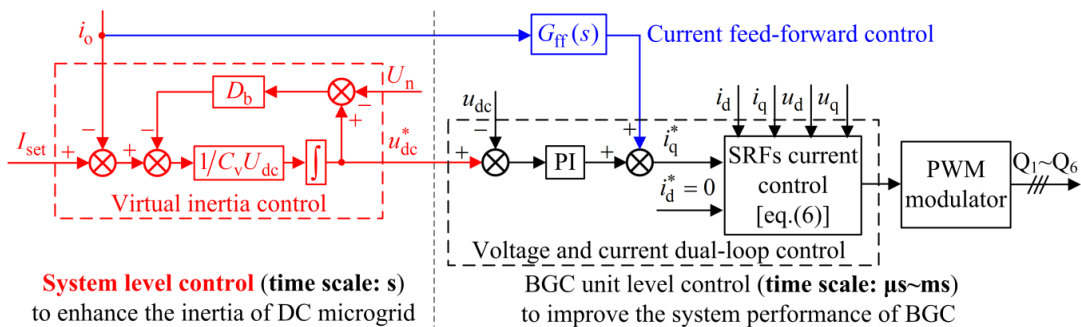 i_o
G_ff(s)
Current feed-forward control
D_b
U_n
I_set
+
−
+
−
1/C_vU_dc
∫
−
+
u*_dc
Virtual inertia control
u_dc
−
+
PI
+
+
i*_q
i*_d = 0
i_d i_q u_d u_q
SRFs current
control
[eq.(6)]
PWM
modulator
Q_1~Q_6
Voltage and current dual-loop control
System level control (time scale: s)
to enhance the inertia of DC microgrid
BGC unit level control (time scale: μs~ms)
to improve the system performance of BGC